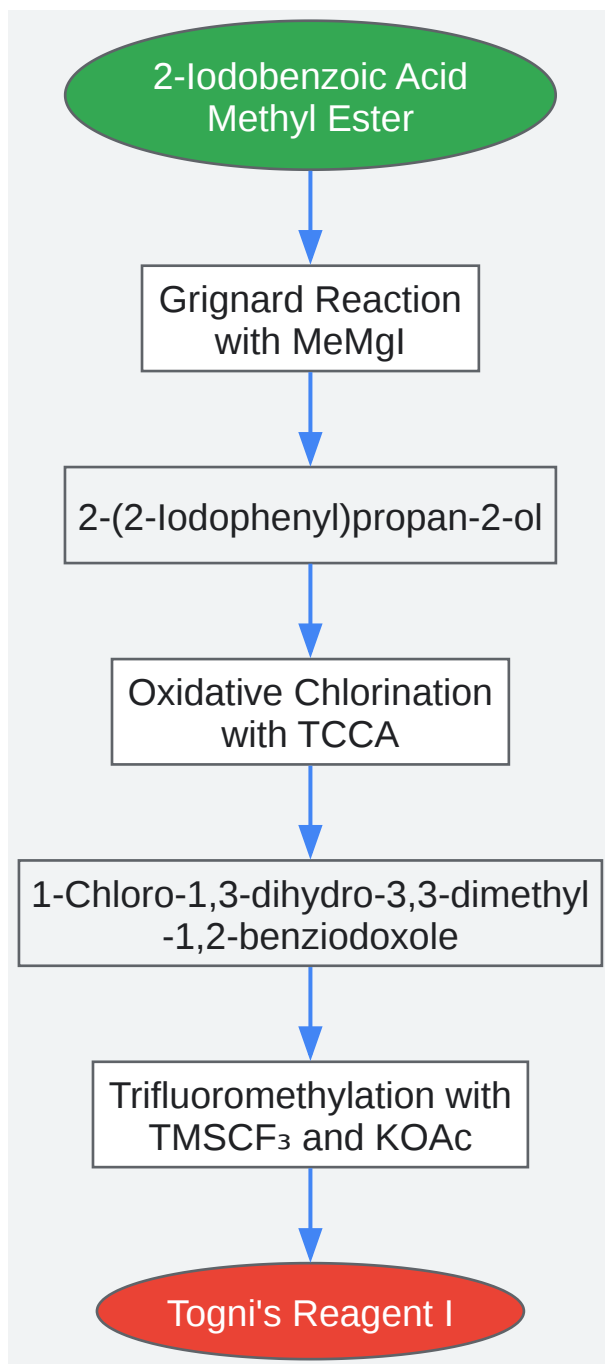 2-Iodobenzoic Acid
Methyl Ester
Grignard Reaction
with MeMgI
2-(2-Iodophenyl)propan-2-ol
Oxidative Chlorination
with TCCA
1-Chloro-1,3-dihydro-3,3-dimethyl
-1,2-benziodoxole
Trifluoromethylation with
TMSCF₃ and KOAc
Togni's Reagent I